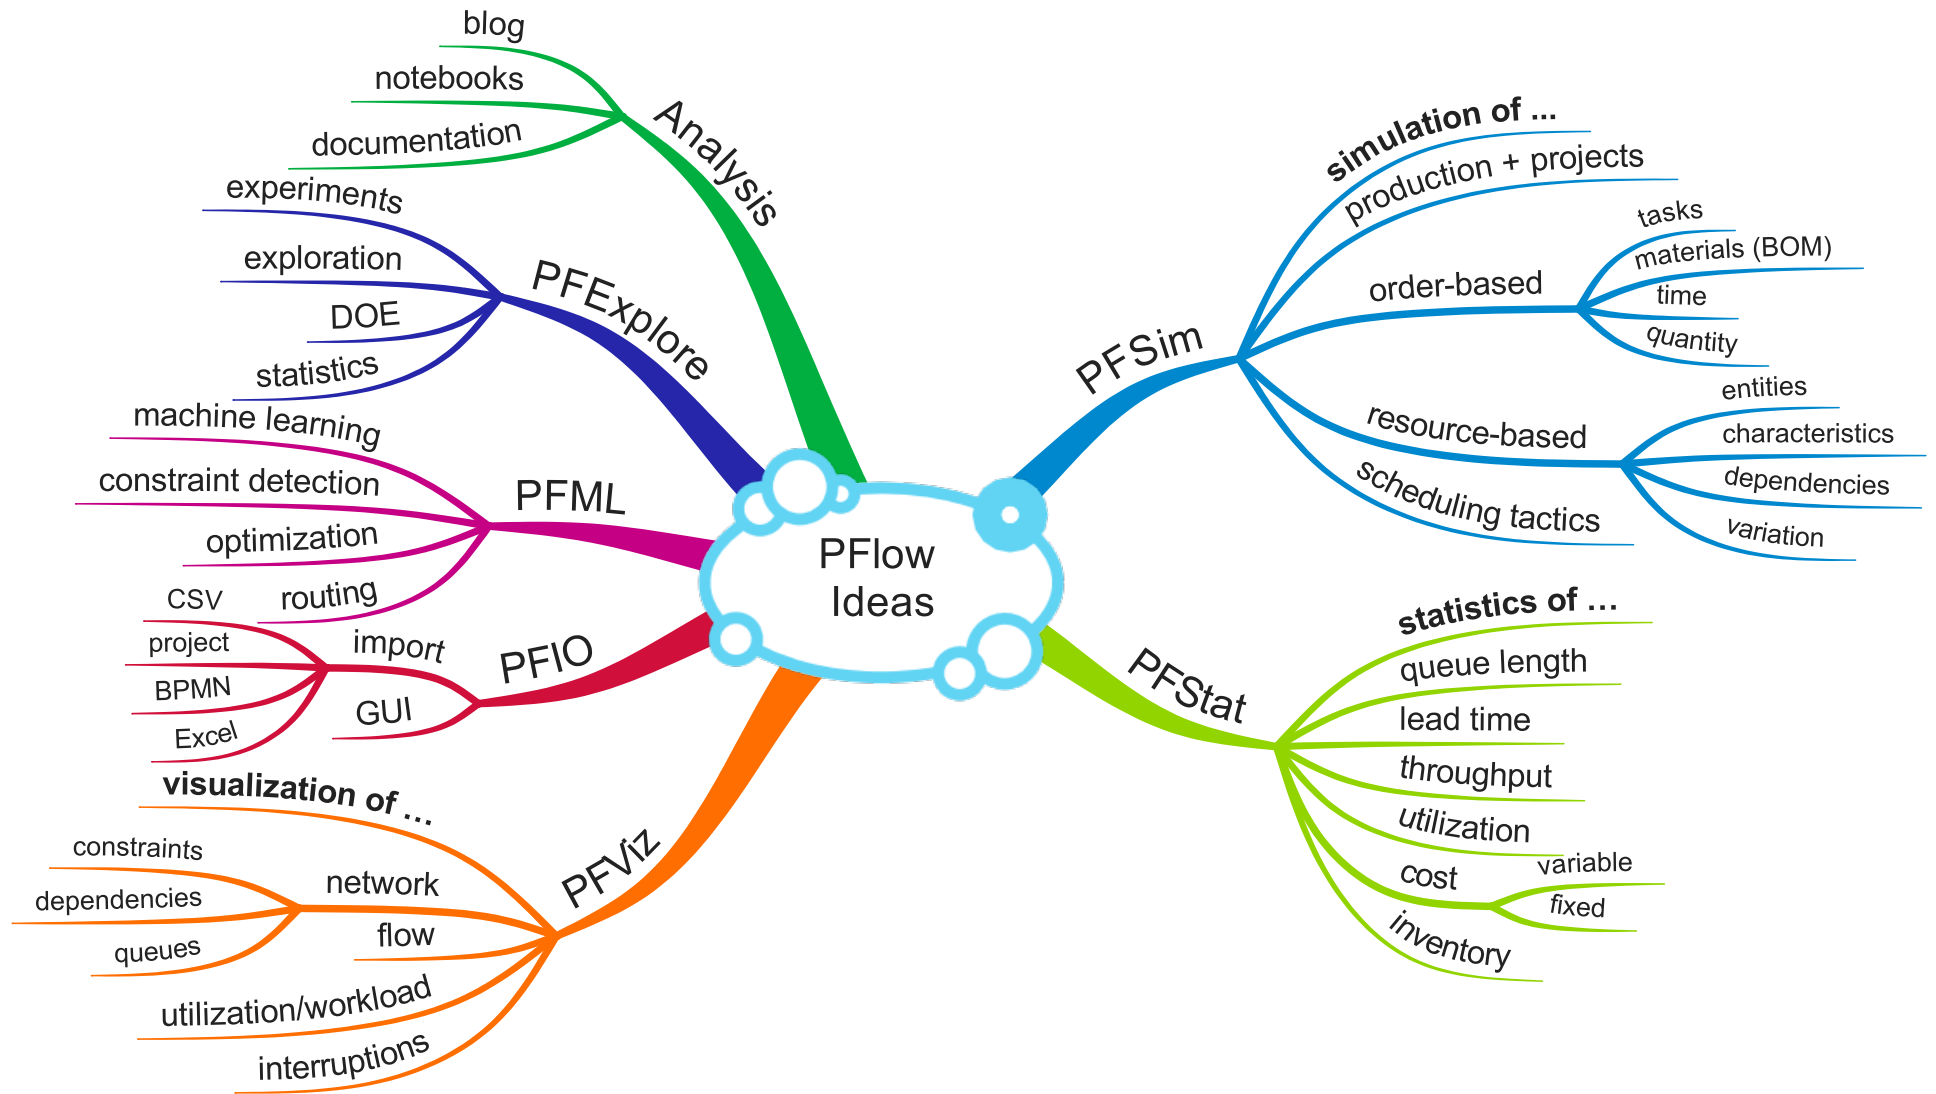 PFlow
Ideas
PFSim
simulation of ...
production + projects
order-based
tasks
materials (BOM)
time
quantity
resource-based
entities
characteristics
dependencies
variation
scheduling tactics
PFStat
statistics of ...
queue length
lead time
throughput
utilization
cost
variable
fixed
inventory
Analysis
blog
notebooks
documentation
PFExplore
experiments
exploration
DOE
statistics
PFML
machine learning
constraint detection
optimization
routing
PFIO
import
CSV
project
BPMN
Excel
GUI
PFViz
visualization of ...
network
constraints
dependencies
queues
flow
utilization/workload
interruptions